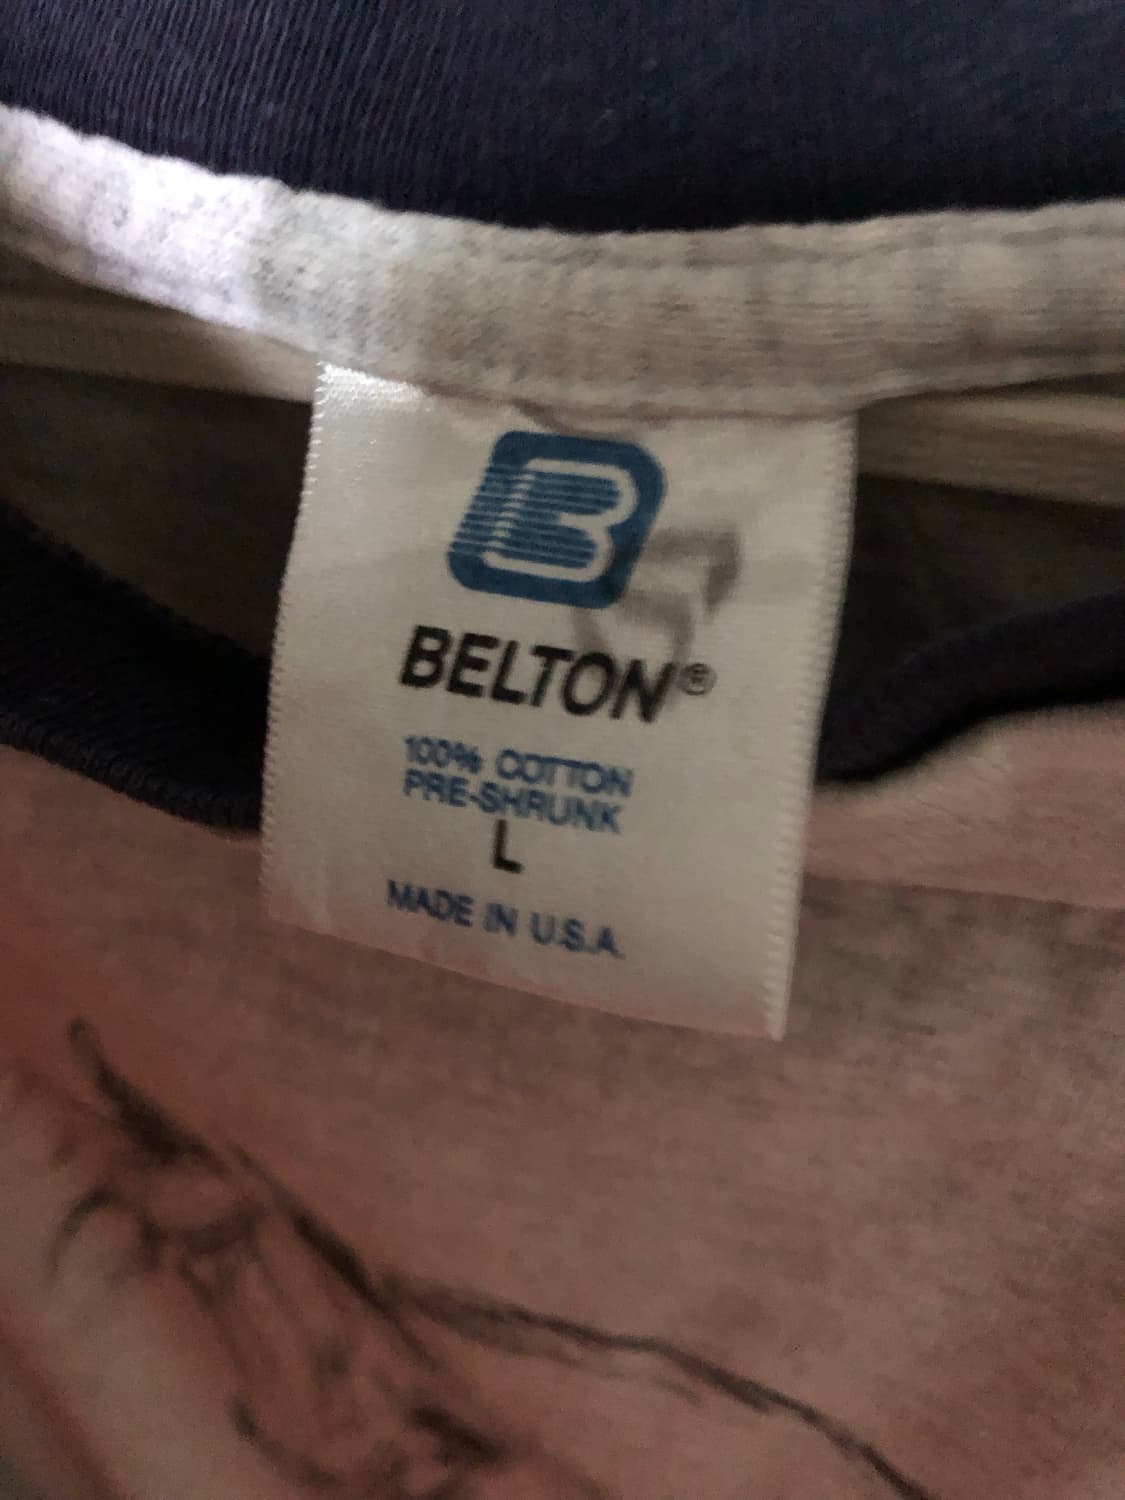 B
BELTON®
100% COTTON
PRE-SHRUNK
L
MADE IN U.S.A.